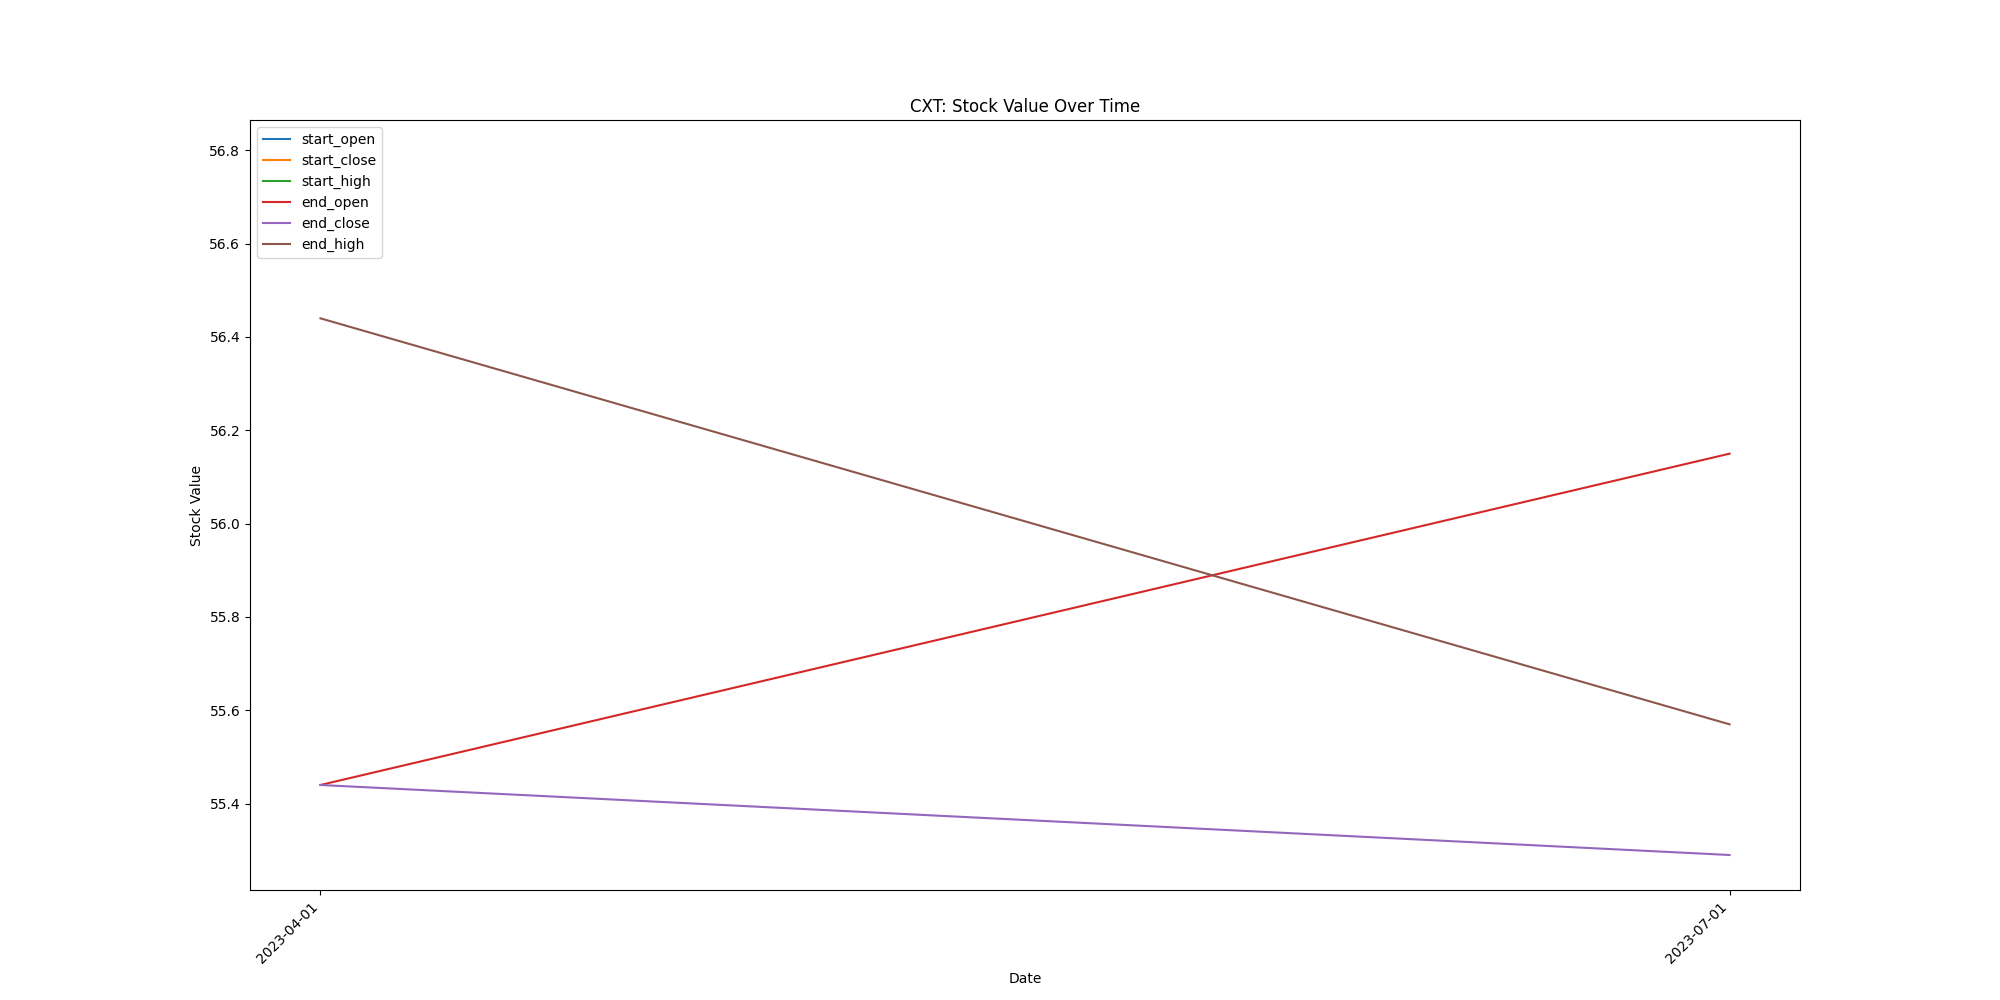 CXT: Stock Value Over Time
start_open
start_close
start_high
end_open
end_close
end_high
56.8
56.6
56.4
56.2
56.0
55.8
55.6
55.4
Stock Value
2023-04-01
2023-07-01
Date